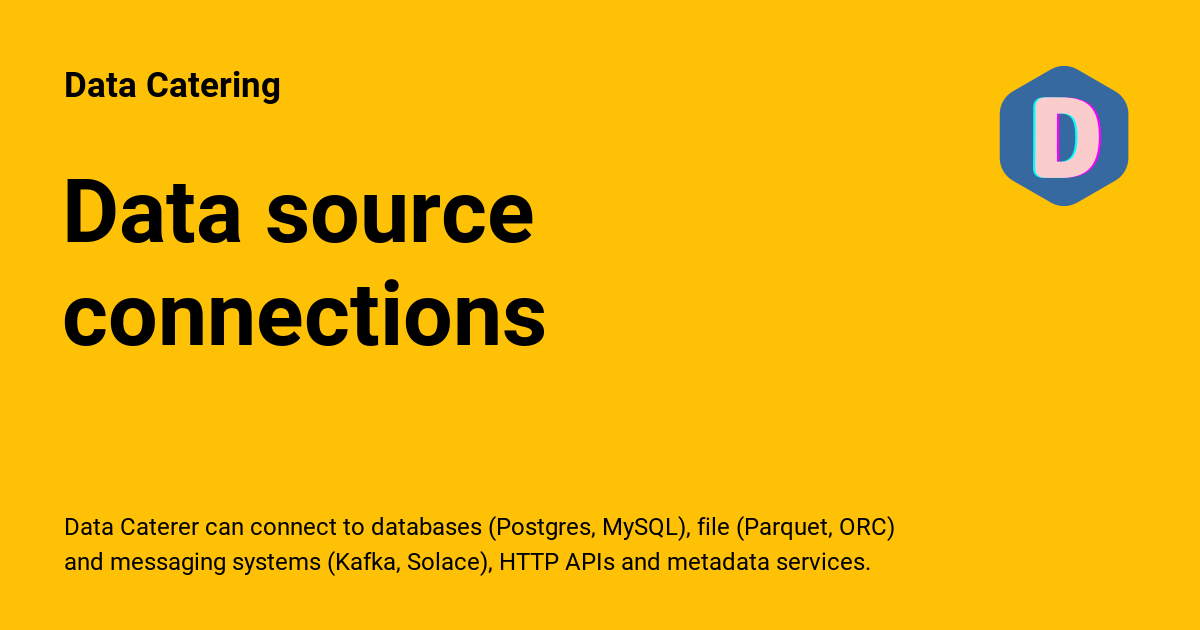 Data Catering
D
Data source
connections
Data Caterer can connect to databases (Postgres, MySQL), file (Parquet, ORC)
and messaging systems (Kafka, Solace), HTTP APIs and metadata services.